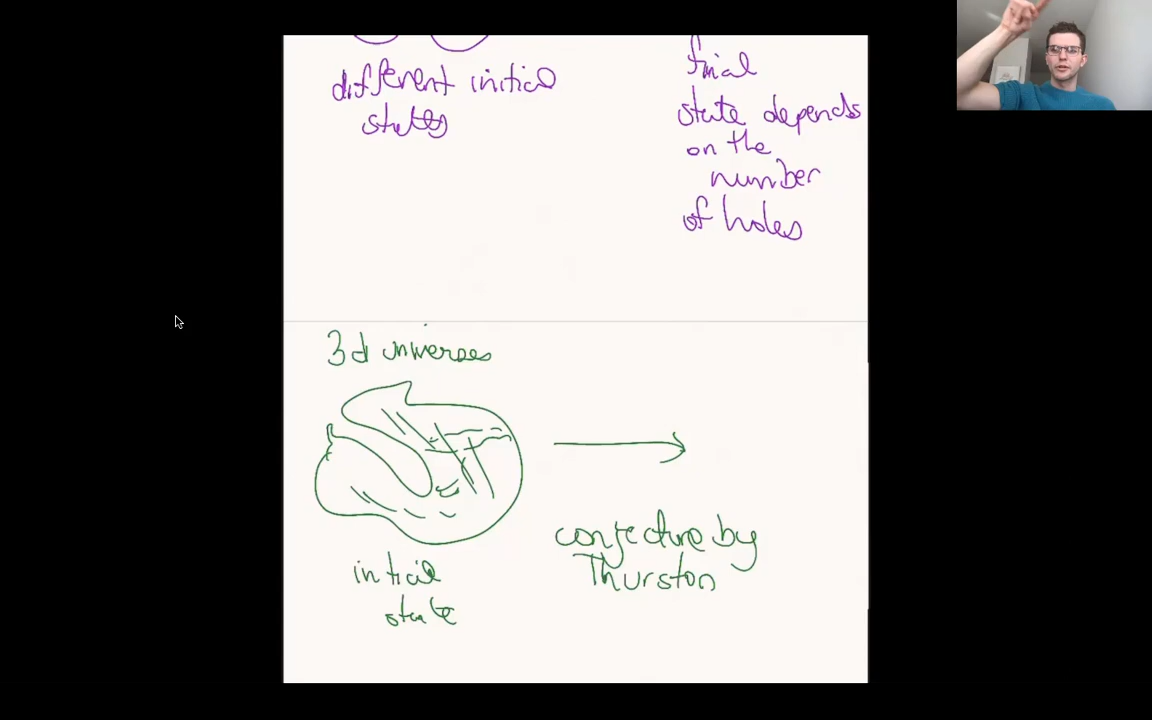 different initial
states
final
state depends
on the
number
of holes
3d universes
initial
state
conjecture by
Thurston